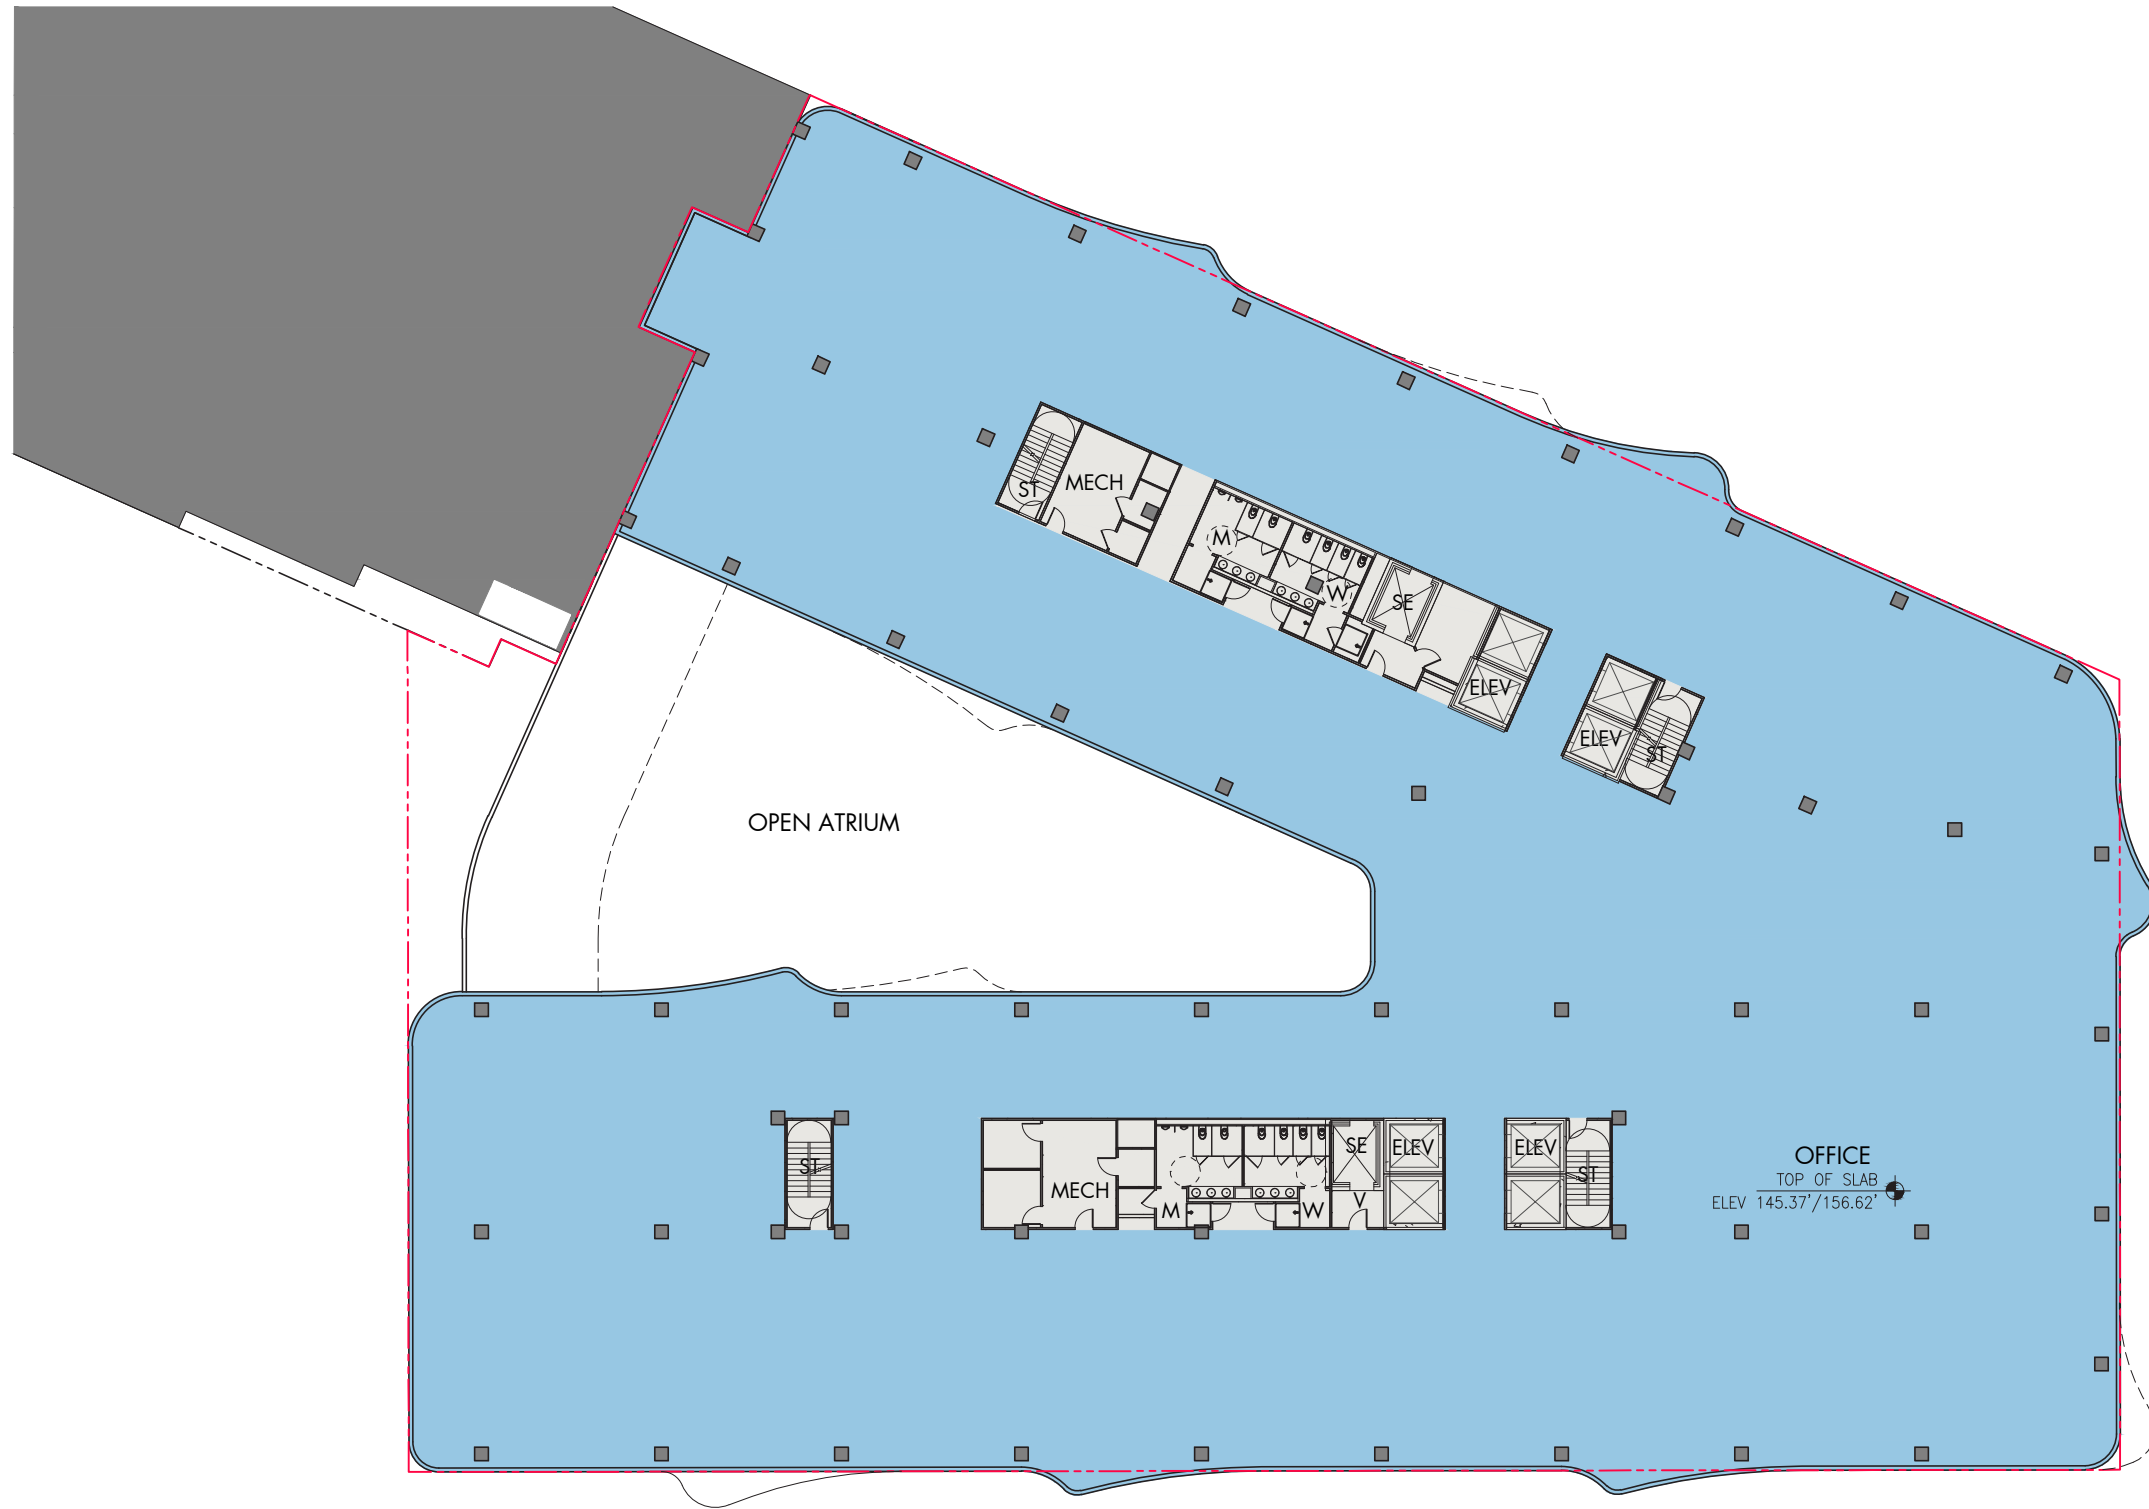 MECH
ST
M
W
SE
ELEV
ELEV
ST
OPEN ATRIUM
ST
MECH
M
W
SE
V
ELEV
ELEV
ST
OFFICE
TOP OF SLAB
ELEV 145.37'/156.62'